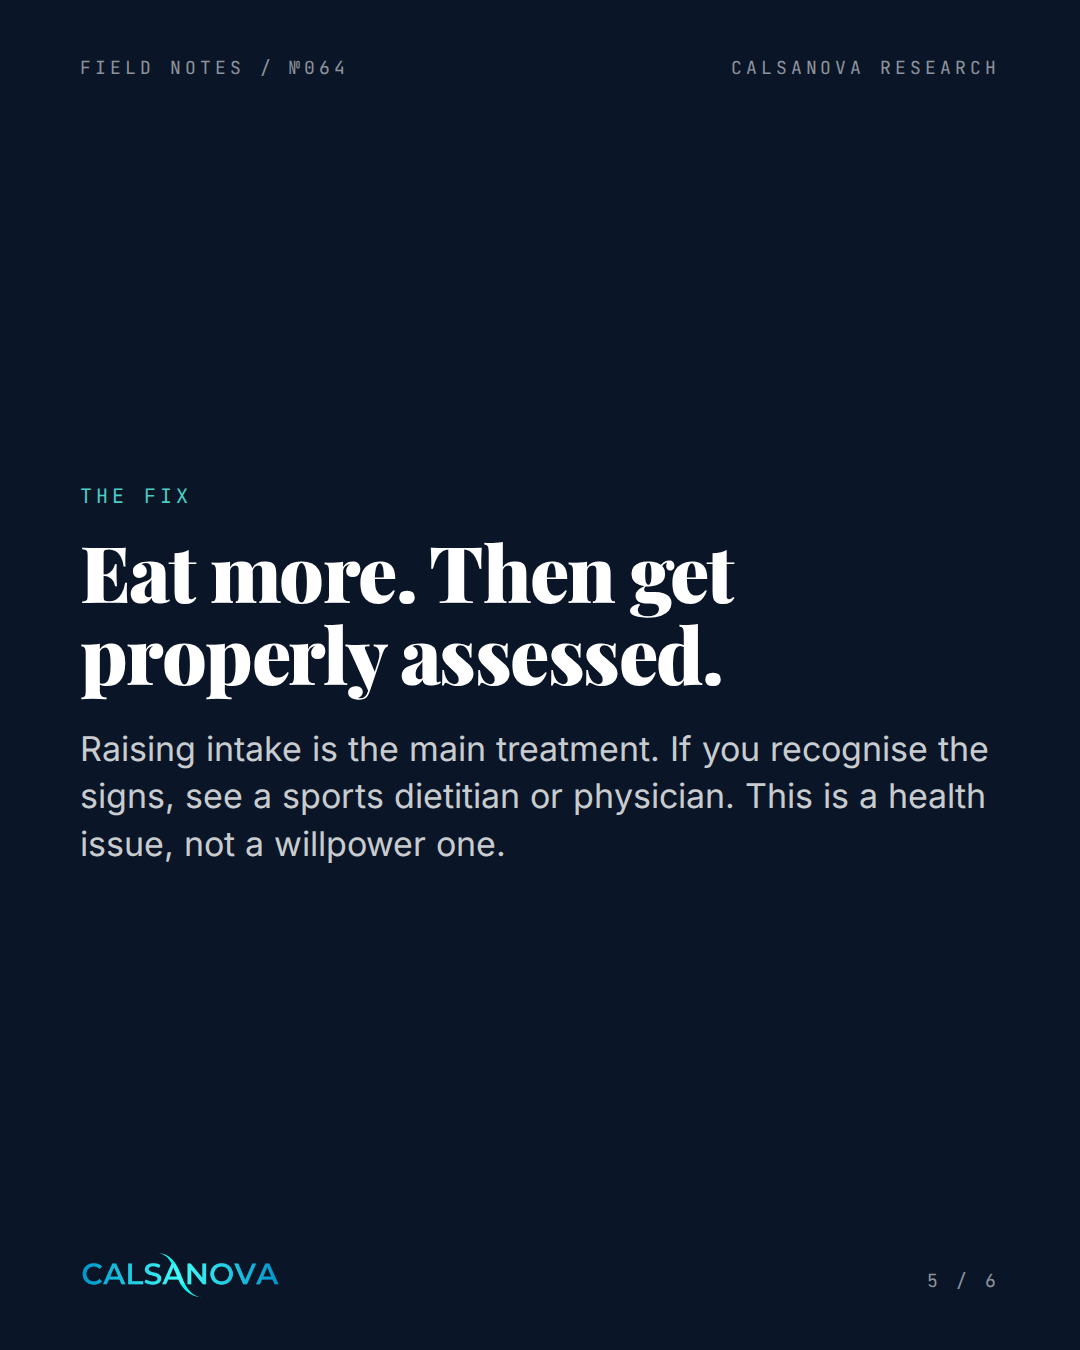 FIELD NOTES / №064
CALSANOVA RESEARCH
THE FIX
Eat more. Then get
properly assessed.
Raising intake is the main treatment. If you recognise the
signs, see a sports dietitian or physician. This is a health
issue, not a willpower one.
CALSANOVA
5 / 6